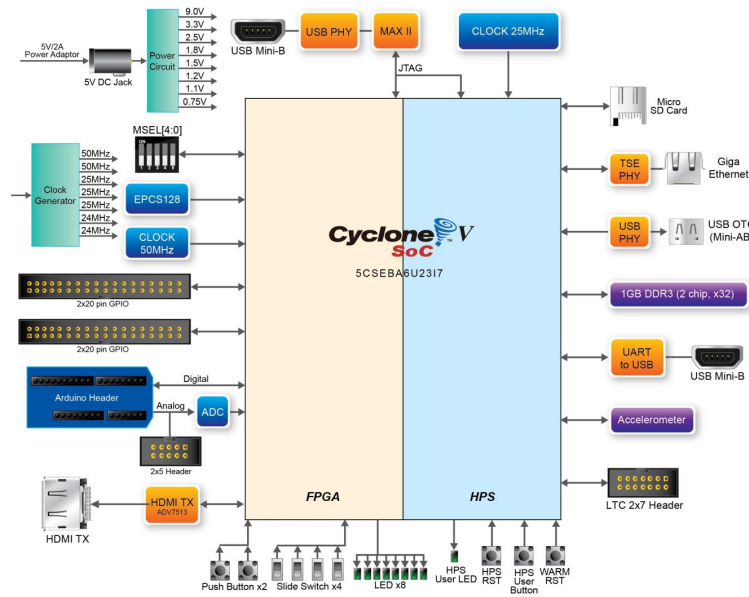 5V/2A
Power Adaptor
5V DC Jack
Power
Circuit
9.0V
3.3V
2.5V
1.8V
1.5V
1.2V
1.1V
0.75V
USB Mini-B
USB PHY
MAX II
JTAG
CLOCK 25MHz
MSEL[4:0]
ON
Clock
Generator
50MHz
50MHz
25MHz
25MHz
25MHz
24MHz
24MHz
EPCS128
CLOCK
50MHz
2x20 pin GPIO
2x20 pin GPIO
Arduino Header
Digital
Analog
ADC
2x5 Header
HDMI TX
HDMI TX
ADV7513
Cyclone V
SoC
5CSEBA6U23I7
FPGA
HPS
Micro
SD Card
TSE
PHY
Giga
Ethernet
USB
PHY
USB OTG
(Mini-AB
1GB DDR3 (2 chip, x32)
UART
to USB
USB Mini-B
Accelerometer
LTC 2x7 Header
Push Button x2
Slide Switch x4
LED x8
HPS
User LED
HPS
RST
HPS
User
Button
WARM
RST